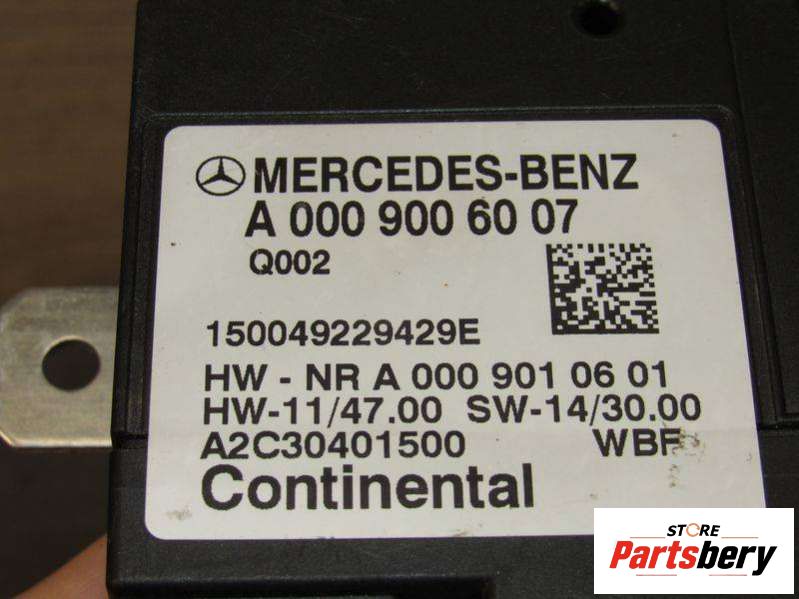 MERCEDES-BENZ
A 000 900 60 07
Q002
150049229429E
HW - NR A 000 901 06 01
HW-11/47.00 SW-14/30.00
A2C30401500 WBF
Continental
STORE
Partsbery